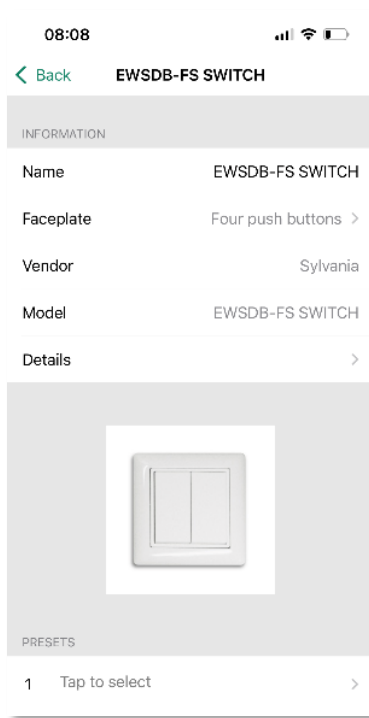 08:08
Back EWSDB-FS SWITCH
INFORMATION
Name EWSDB-FS SWITCH
Faceplate Four push buttons
Vendor Sylvania
Model EWSDB-FS SWITCH
Details
PRESETS
1 Tap to select